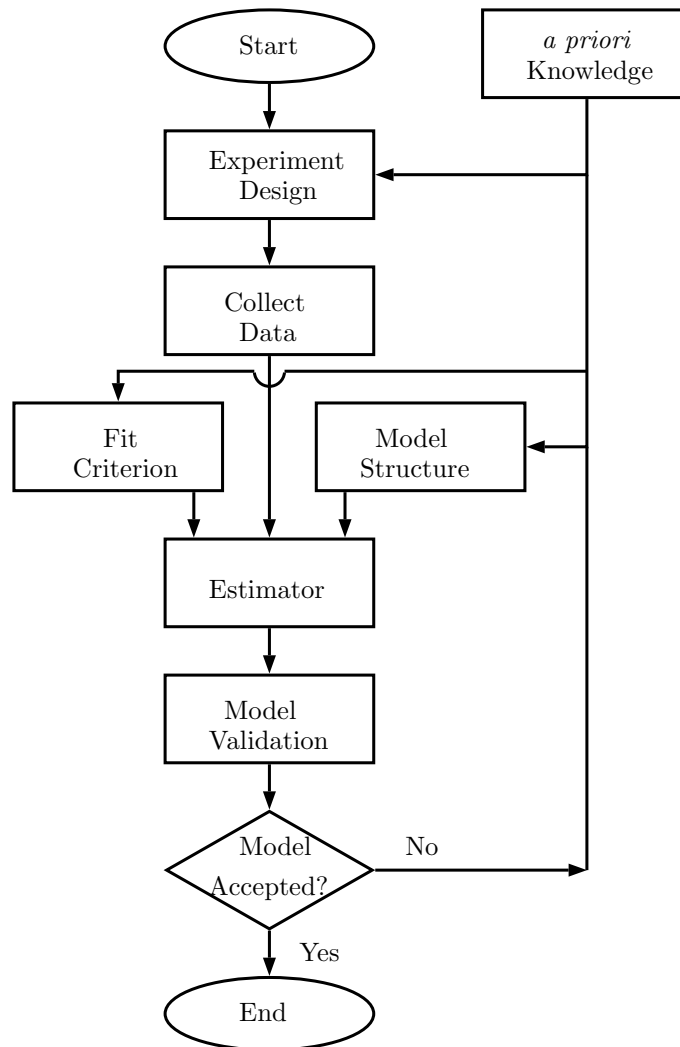 Start
a priori
Knowledge
Experiment
Design
Collect
Data
Fit
Criterion
Model
Structure
Estimator
Model
Validation
Model
Accepted?
No
Yes
End